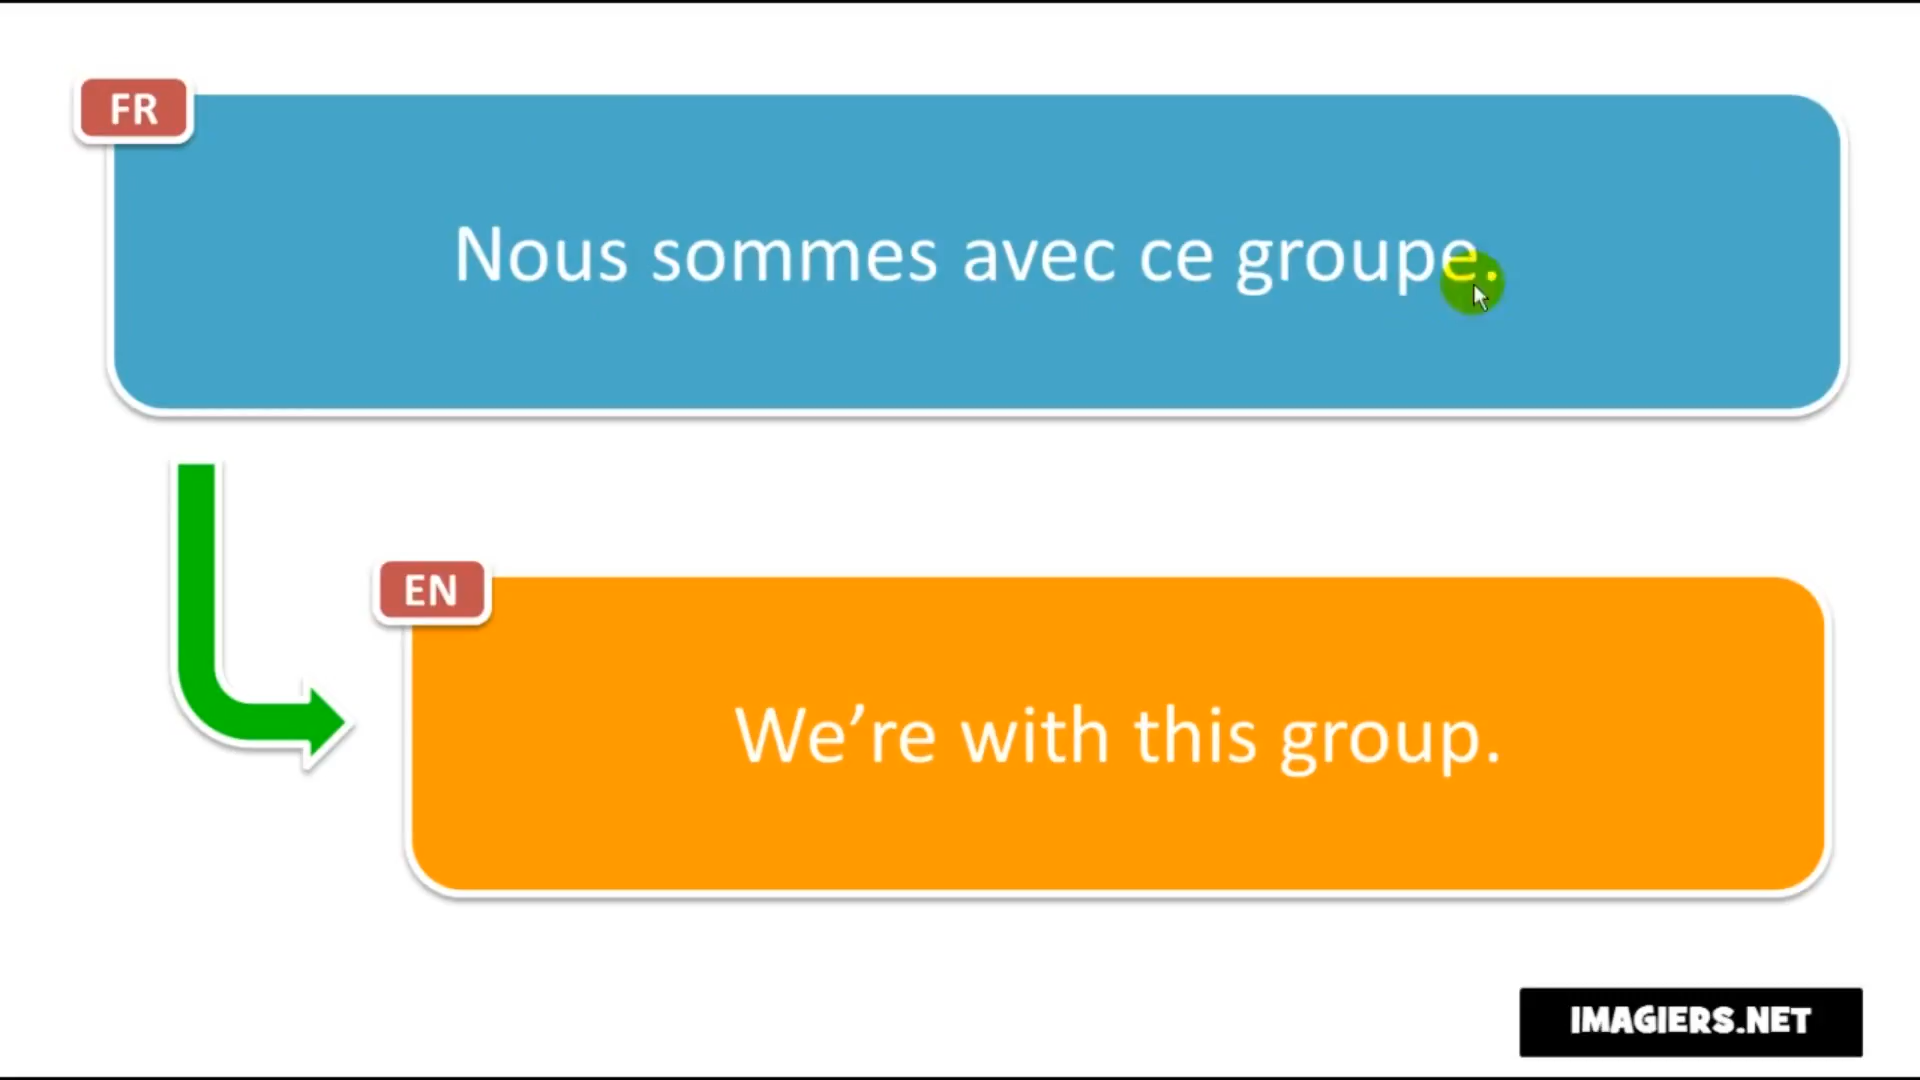 FR
Nous sommes avec ce groupe.
EN
We’re with this group.
IMAGIERS.NET